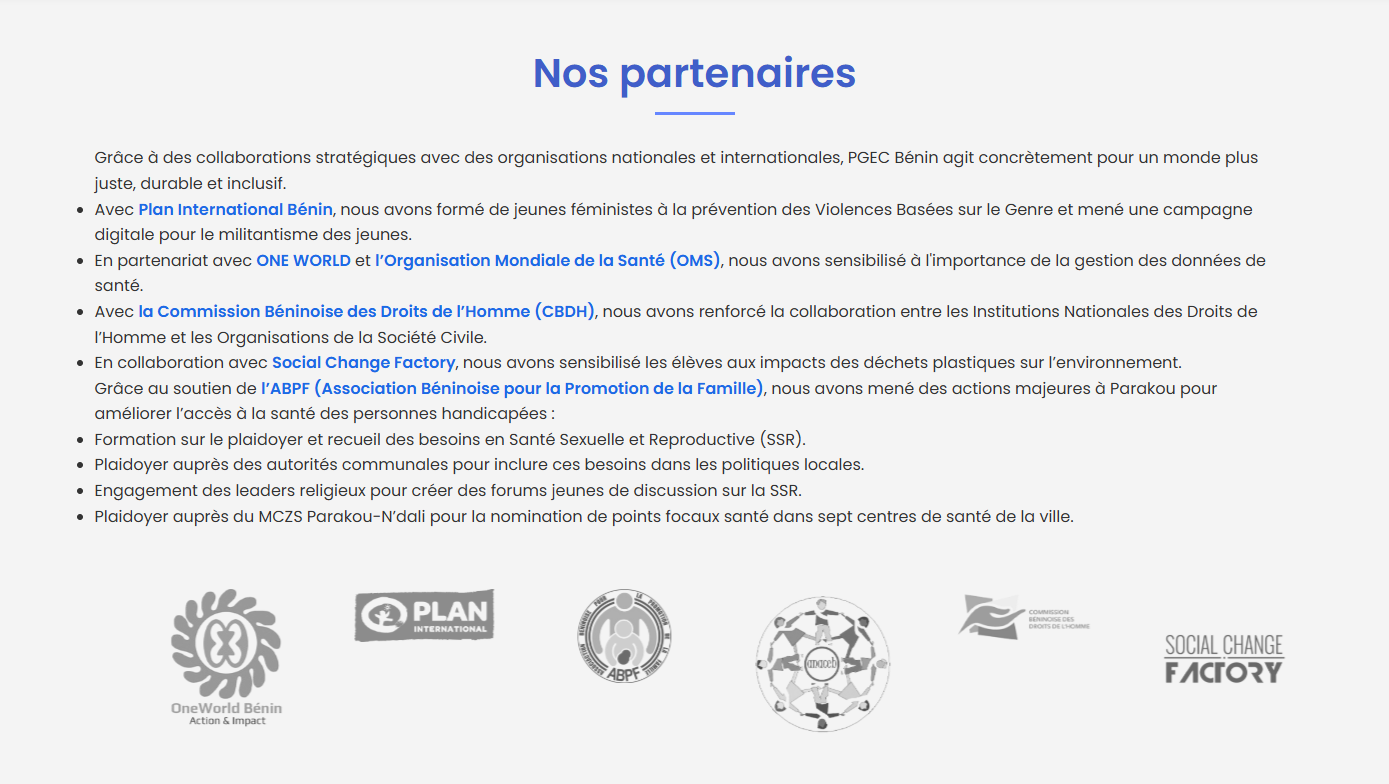 Nos partenaires
Grâce à des collaborations stratégiques avec des organisations nationales et internationales, PGEC Bénin agit concrètement pour un monde plus
juste, durable et inclusif.
• Avec Plan International Bénin, nous avons formé de jeunes féministes à la prévention des Violences Basées sur le Genre et mené une campagne
digitale pour le militantisme des jeunes.
• En partenariat avec ONE WORLD et l’Organisation Mondiale de la Santé (OMS), nous avons sensibilisé à l'importance de la gestion des données de
santé.
• Avec la Commission Béninoise des Droits de l’Homme (CBDH), nous avons renforcé la collaboration entre les Institutions Nationales des Droits de
l’Homme et les Organisations de la Société Civile.
• En collaboration avec Social Change Factory, nous avons sensibilisé les élèves aux impacts des déchets plastiques sur l’environnement.
Grâce au soutien de l’ABPF (Association Béninoise pour la Promotion de la Famille), nous avons mené des actions majeures à Parakou pour
améliorer l’accès à la santé des personnes handicapées :
• Formation sur le plaidoyer et recueil des besoins en Santé Sexuelle et Reproductive (SSR).
• Plaidoyer auprès des autorités communales pour inclure ces besoins dans les politiques locales.
• Engagement des leaders religieux pour créer des forums jeunes de discussion sur la SSR.
• Plaidoyer auprès du MCZS Parakou-N’dali pour la nomination de points focaux santé dans sept centres de santé de la ville.
OneWorld Bénin
Action & Impact
PLAN
INTERNATIONAL
ASSOCIATION BÉNINOISE POUR LA PROMOTION DE LA FAMILLE
ABPF
anaceb
COMMISSION
BÉNINOISE DES
DROITS DE L'HOMME
SOCIAL CHANGE
FACTORY